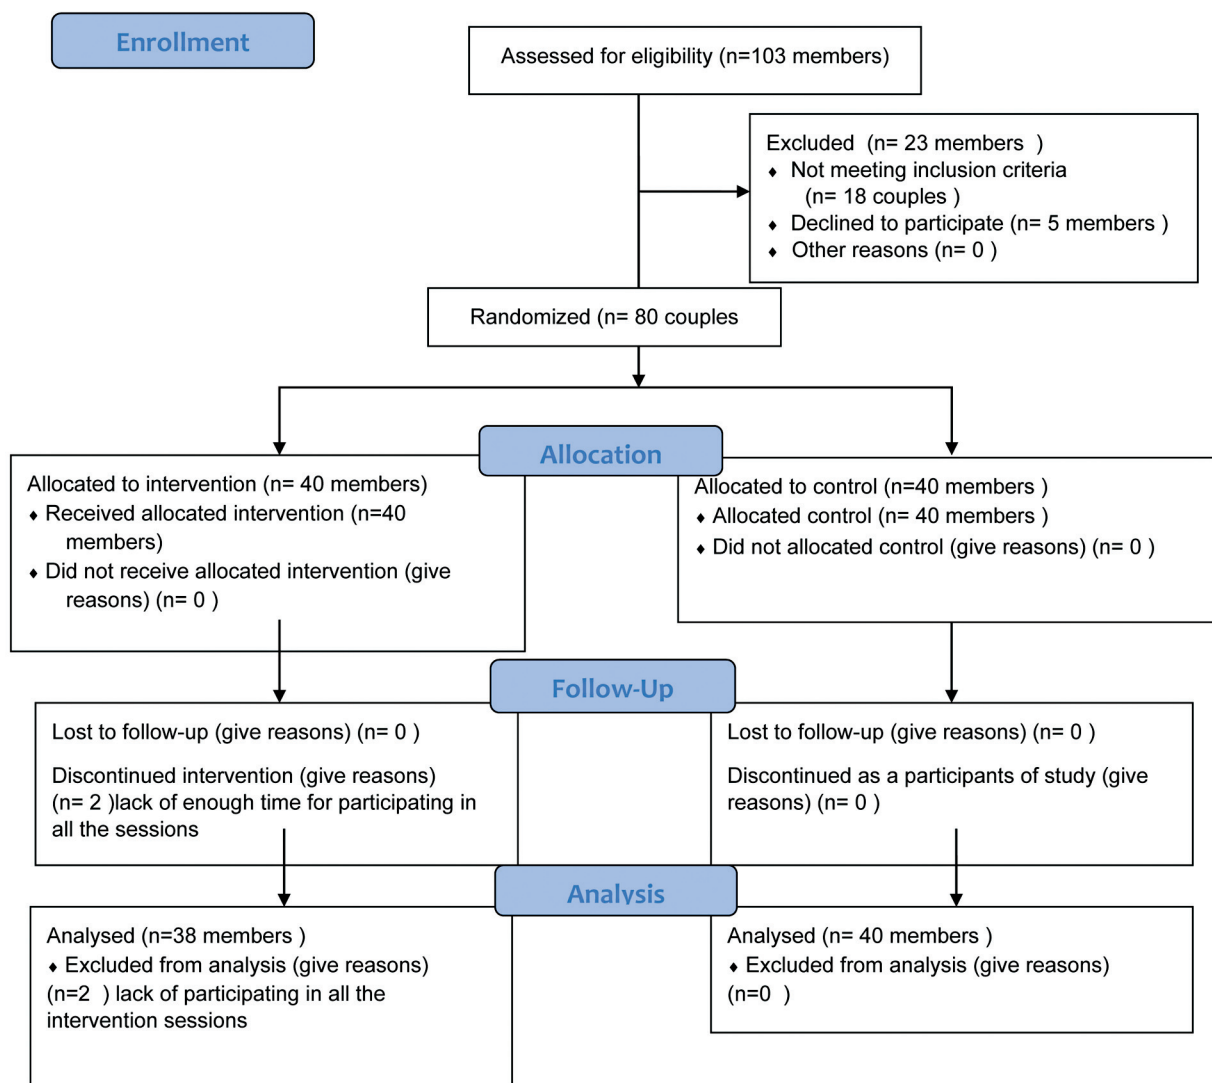 Enrollment
Assessed for eligibility (n=103 members)
Excluded (n= 23 members )
♦ Not meeting inclusion criteria
(n= 18 couples )
♦ Declined to participate (n= 5 members )
♦ Other reasons (n= 0 )
Randomized (n= 80 couples
Allocation
Allocated to intervention (n= 40 members)
♦ Received allocated intervention (n=40
members)
♦ Did not receive allocated intervention (give
reasons) (n= 0 )
Allocated to control (n=40 members )
♦ Allocated control (n= 40 members )
♦ Did not allocated control (give reasons) (n= 0 )
Follow-Up
Lost to follow-up (give reasons) (n= 0 )
Discontinued intervention (give reasons)
(n= 2 )lack of enough time for participating in
all the sessions
Lost to follow-up (give reasons) (n= 0 )
Discontinued as a participants of study (give
reasons) (n= 0 )
Analysis
Analysed (n=38 members )
♦ Excluded from analysis (give reasons)
(n=2 ) lack of participating in all the
intervention sessions
Analysed (n= 40 members )
♦ Excluded from analysis (give reasons)
(n=0 )